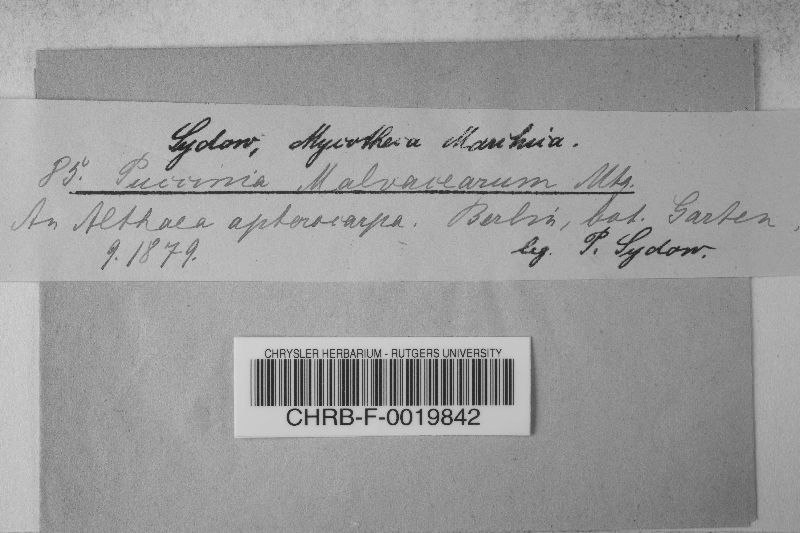 Sydow, Mycotheca Marchica.
85. Puccinia Malvacearum Mtg.
An Althaea apterocarpa. Berlin, bot. Garten,
9. 1879. leg. P. Sydow.
CHRYSLER HERBARIUM - RUTGERS UNIVERSITY
CHRB-F-0019842